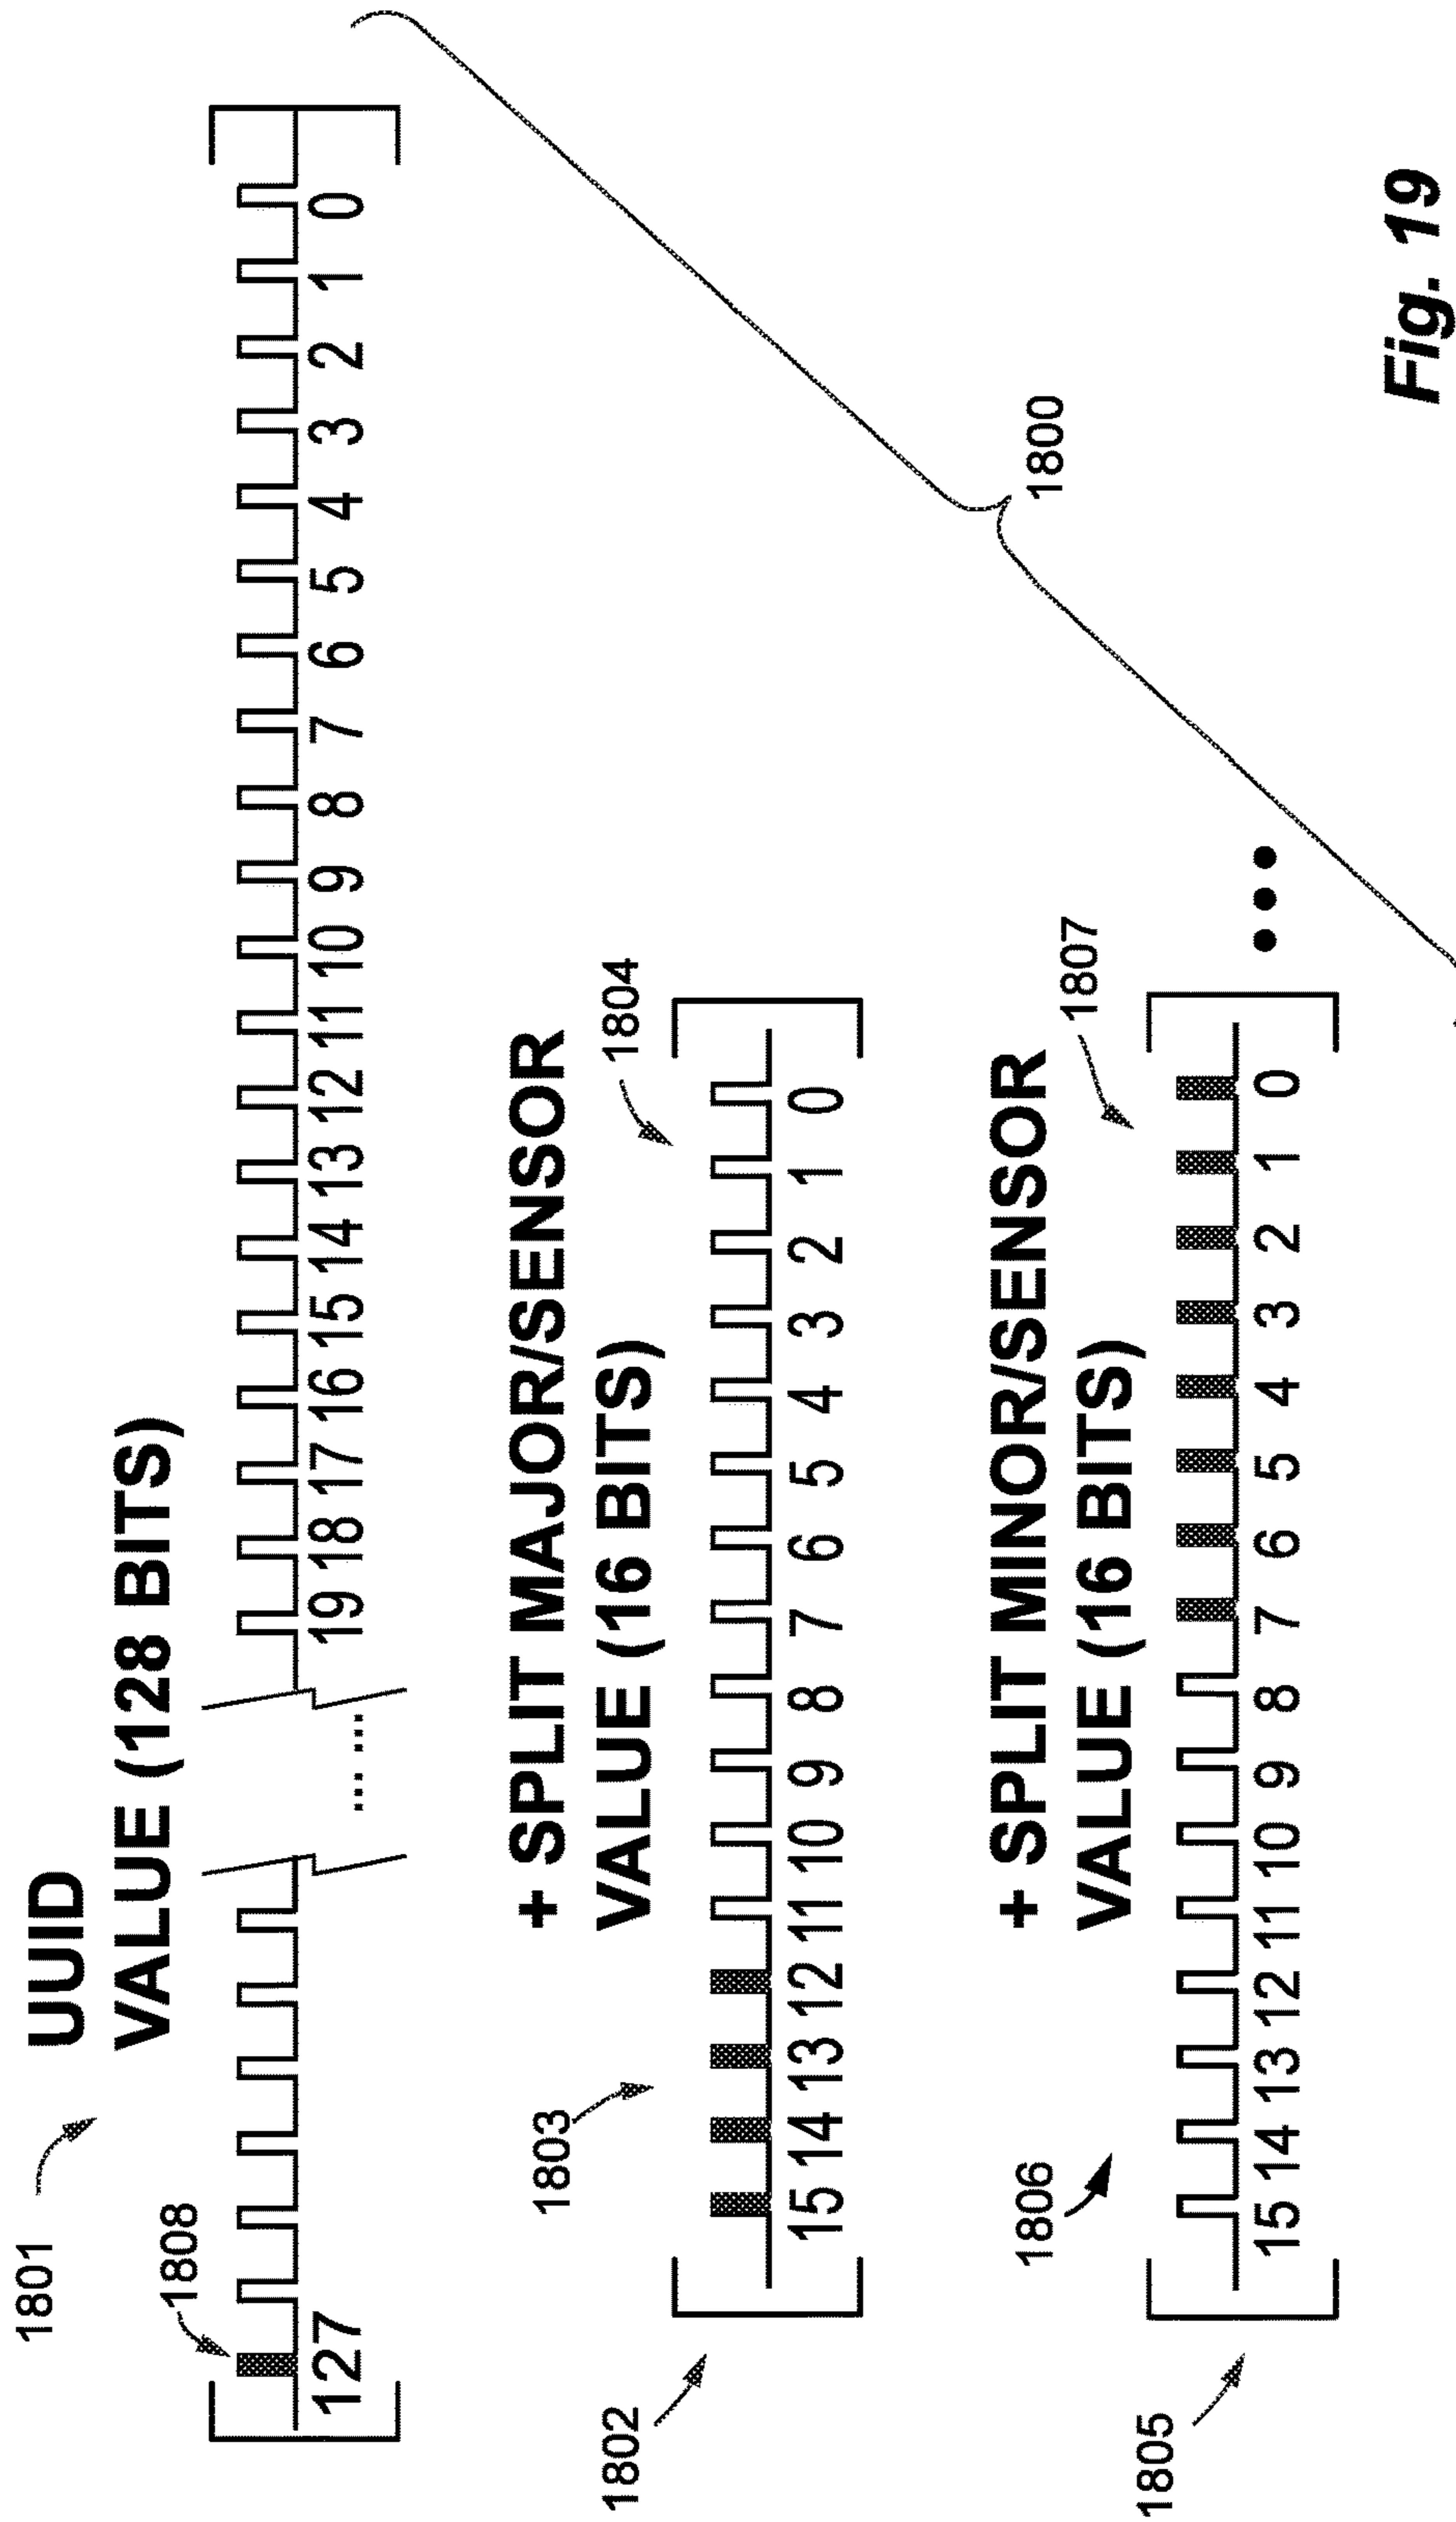 1801
UUID
VALUE (128 BITS)
1808
127 ... ... 19 18 17 16 15 14 13 12 11 10 9 8 7 6 5 4 3 2 1 0
+ SPLIT MAJOR/SENSOR
VALUE (16 BITS)
1802
1803
1804
15 14 13 12 11 10 9 8 7 6 5 4 3 2 1 0
1800
+ SPLIT MINOR/SENSOR
VALUE (16 BITS)
1805
1806
1807
15 14 13 12 11 10 9 8 7 6 5 4 3 2 1 0
Fig. 19